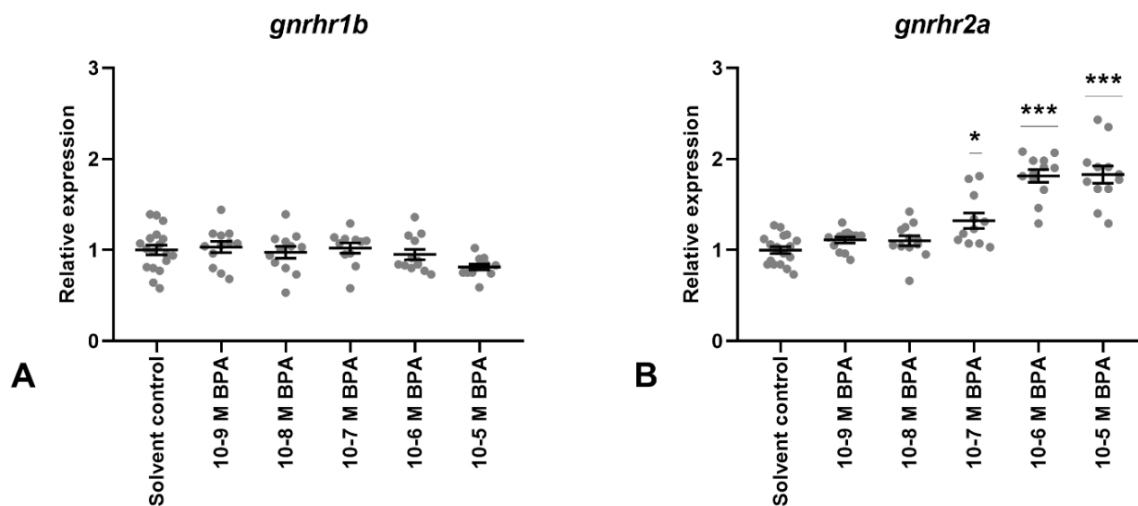 gnrhr1b
3
2
1
0
Relative expression
Solvent control
10-9 M BPA
10-8 M BPA
10-7 M BPA
10-6 M BPA
10-5 M BPA
A
gnrhr2a
3
2
1
0
Relative expression
*
***
***
Solvent control
10-9 M BPA
10-8 M BPA
10-7 M BPA
10-6 M BPA
10-5 M BPA
B